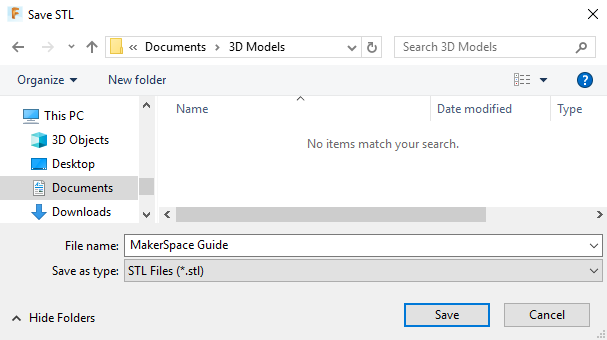 Save STL
« Documents > 3D Models
Search 3D Models
Organize
New folder
?
This PC
3D Objects
Desktop
Documents
Downloads
Name
Date modified
Type
No items match your search.
File name: MakerSpace Guide
Save as type: STL Files (*.stl)
Hide Folders
Save
Cancel